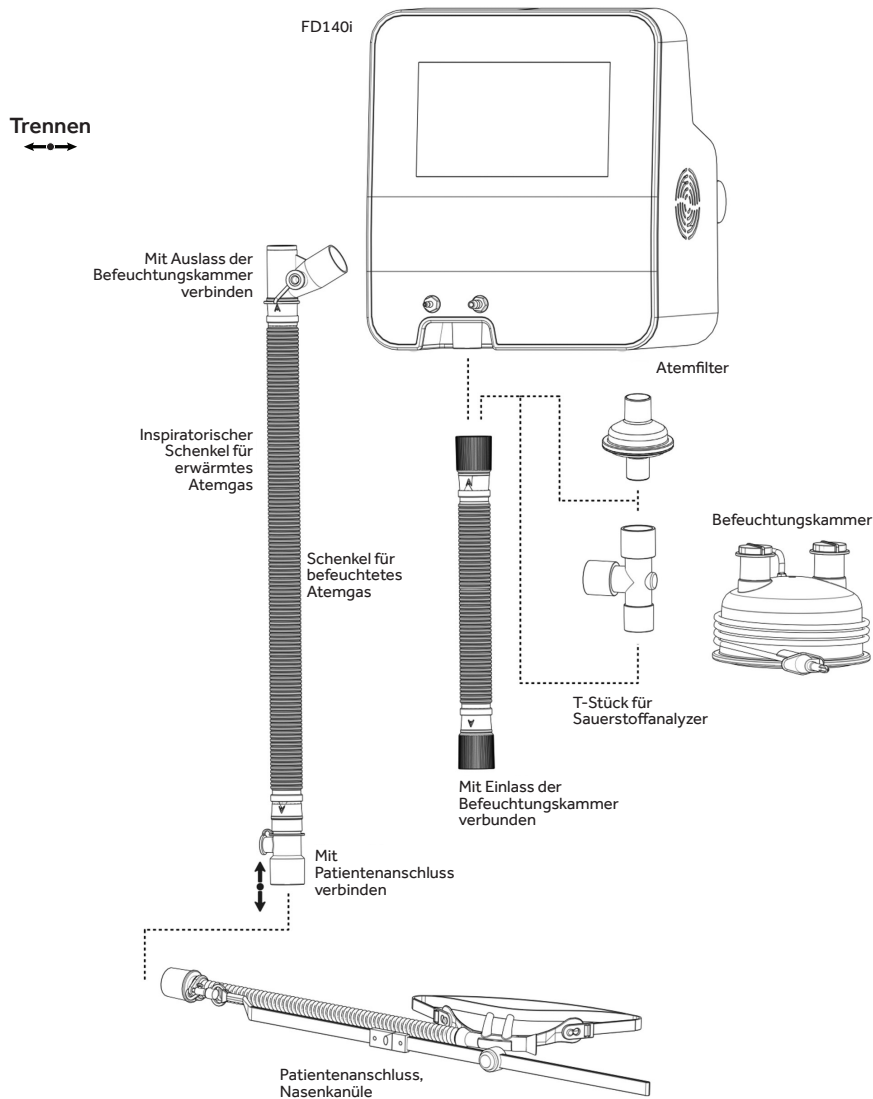 FD140i
Trennen
Mit Auslass der
Befeuchtungskammer
verbinden
Atemfilter
Inspiratorischer
Schenkel für
erwärmtes
Atemgas
Befeuchtungskammer
Schenkel für
befeuchtetes
Atemgas
T-Stück für
Sauerstoffanalyzer
Mit Einlass der
Befeuchtungskammer
verbunden
Mit
Patientenanschluss
verbinden
Patientenanschluss,
Nasenkanüle